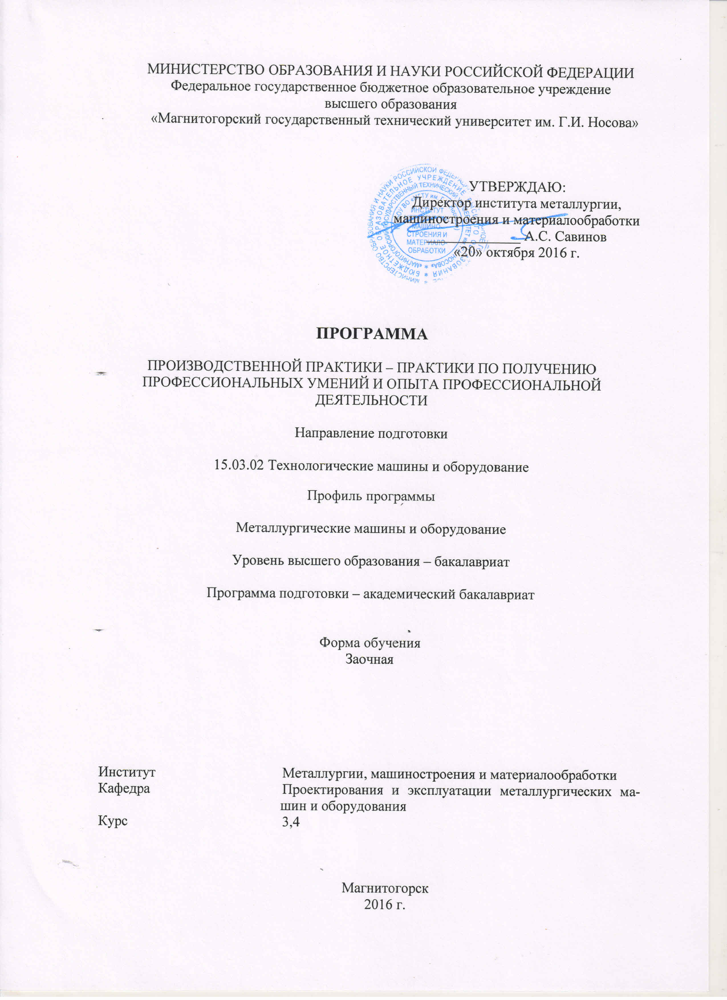 МИНИСТЕРСТВО ОБРАЗОВАНИЯ И НАУКИ РОССИЙСКОЙ ФЕДЕРАЦИИ
Федеральное государственное бюджетное образовательное учреждение
высшего образования
«Магнитогорский государственный технический университет им. Г.И. Носова»
УТВЕРЖДАЮ:
Директор института металлургии,
машиностроения и материалообработки
А.С. Савинов
«20» октября 2016 г.
ИНСТИТУТ
МАШИНО-
СТРОЕНИЯ И
МАТЕРИАЛО-
ОБРАБОТКИ
ПРОГРАММА
ПРОИЗВОДСТВЕННОЙ ПРАКТИКИ – ПРАКТИКИ ПО ПОЛУЧЕНИЮ
ПРОФЕССИОНАЛЬНЫХ УМЕНИЙ И ОПЫТА ПРОФЕССИОНАЛЬНОЙ
ДЕЯТЕЛЬНОСТИ
Направление подготовки
15.03.02 Технологические машины и оборудование
Профиль программы
Металлургические машины и оборудование
Уровень высшего образования – бакалавриат
Программа подготовки – академический бакалавриат
Форма обучения
Заочная
Институт Металлургии, машиностроения и материалообработки
Кафедра Проектирования и эксплуатации металлургических ма-
шин и оборудования
Курс 3,4
Магнитогорск
2016 г.